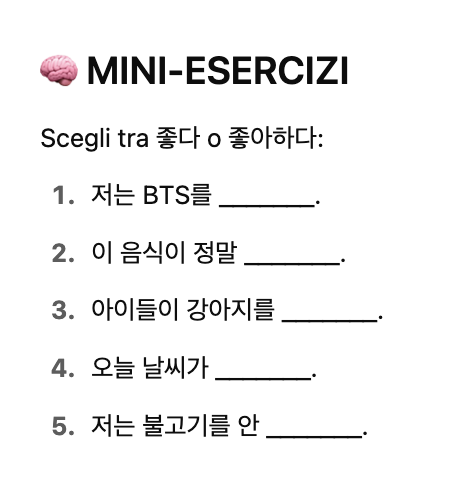 🧠 MINI-ESERCIZI
Scegli tra 좋다 o 좋아하다:
1. 저는 BTS를 ________.
2. 이 음식이 정말 ________.
3. 아이들이 강아지를 ________.
4. 오늘 날씨가 ________.
5. 저는 불고기를 안 ________.